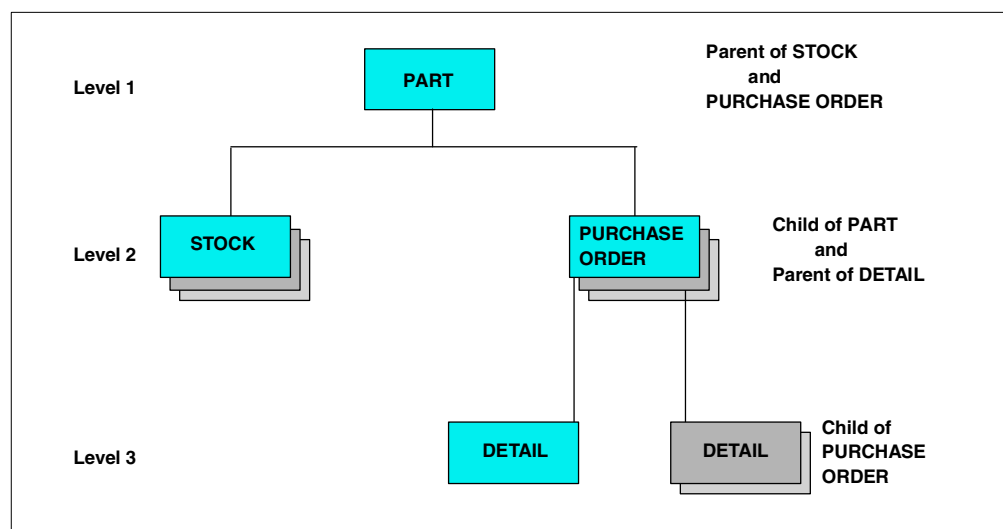 Level 1
PART
Parent of STOCK
and
PURCHASE ORDER
Level 2
STOCK
PURCHASE
ORDER
Child of PART
and
Parent of DETAIL
Level 3
DETAIL
DETAIL
Child of
PURCHASE
ORDER